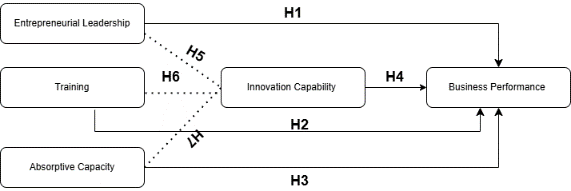 Entrepreneurial Leadership
H1
H5
Training
H6
Innovation Capability
H4
Business Performance
H2
H7
Absorptive Capacity
H3